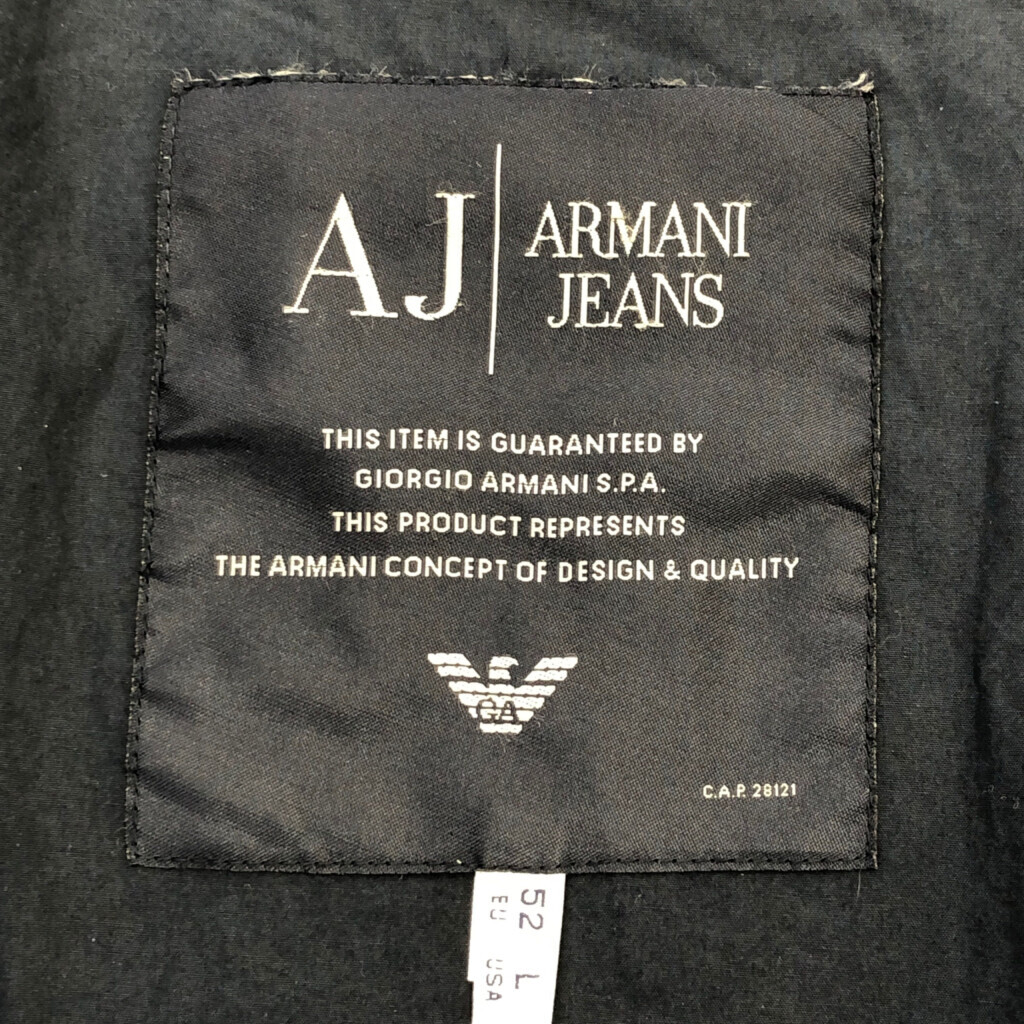 AJ
ARMANI
JEANS
THIS ITEM IS GUARANTEED BY
GIORGIO ARMANI S.P.A.
THIS PRODUCT REPRESENTS
THE ARMANI CONCEPT OF DESIGN & QUALITY
GA
C.A.P. 28121
52 L
EU USA